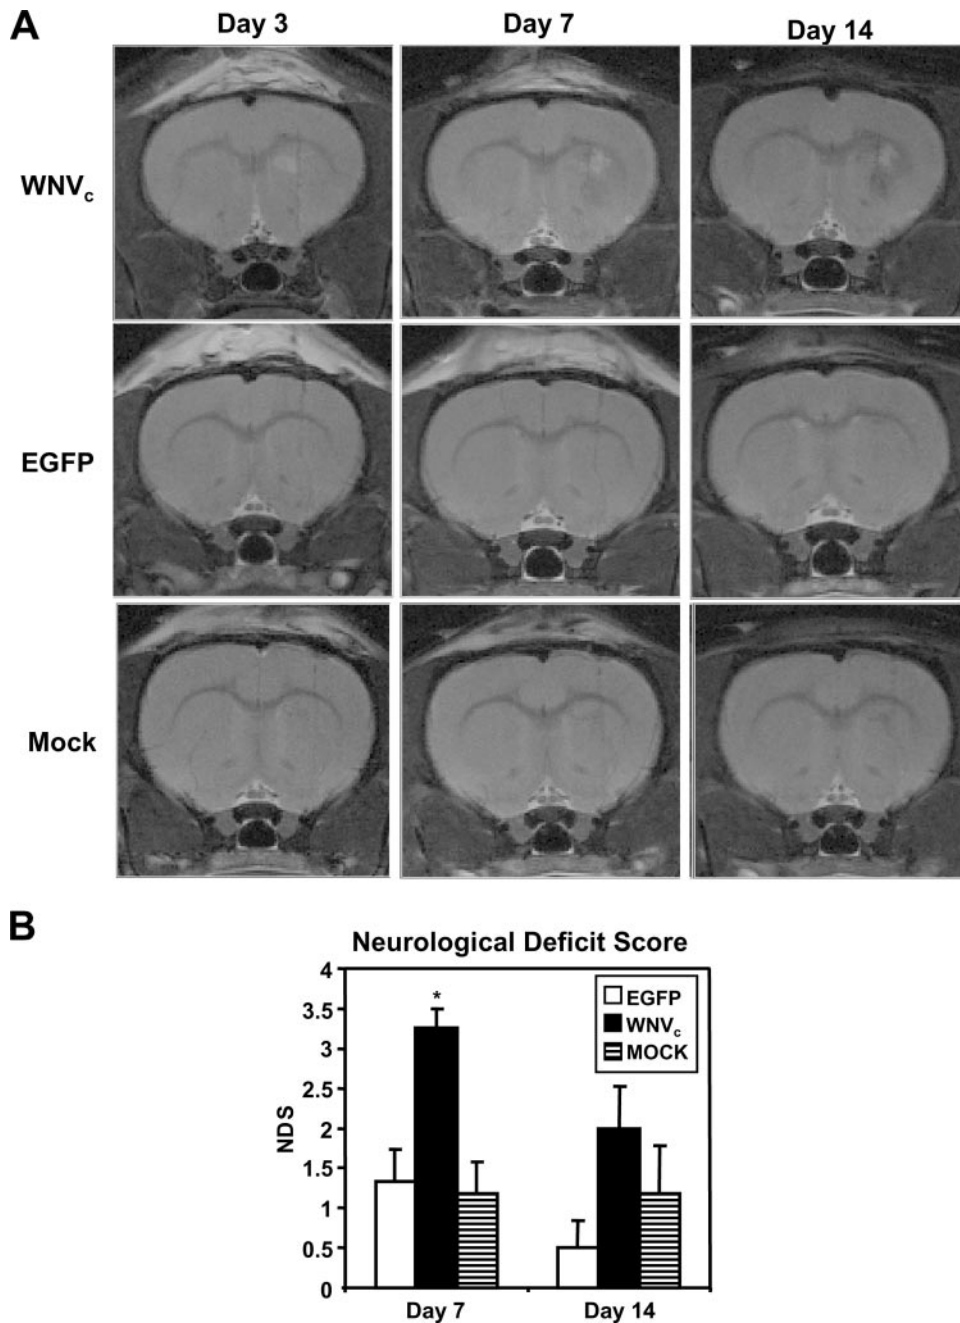 A
Day 3
Day 7
Day 14
WNVc
EGFP
Mock
B
Neurological Deficit Score
4
3.5
3
2.5
2
1.5
1
0.5
0
NDS
*
EGFP
WNVc
MOCK
Day 7
Day 14